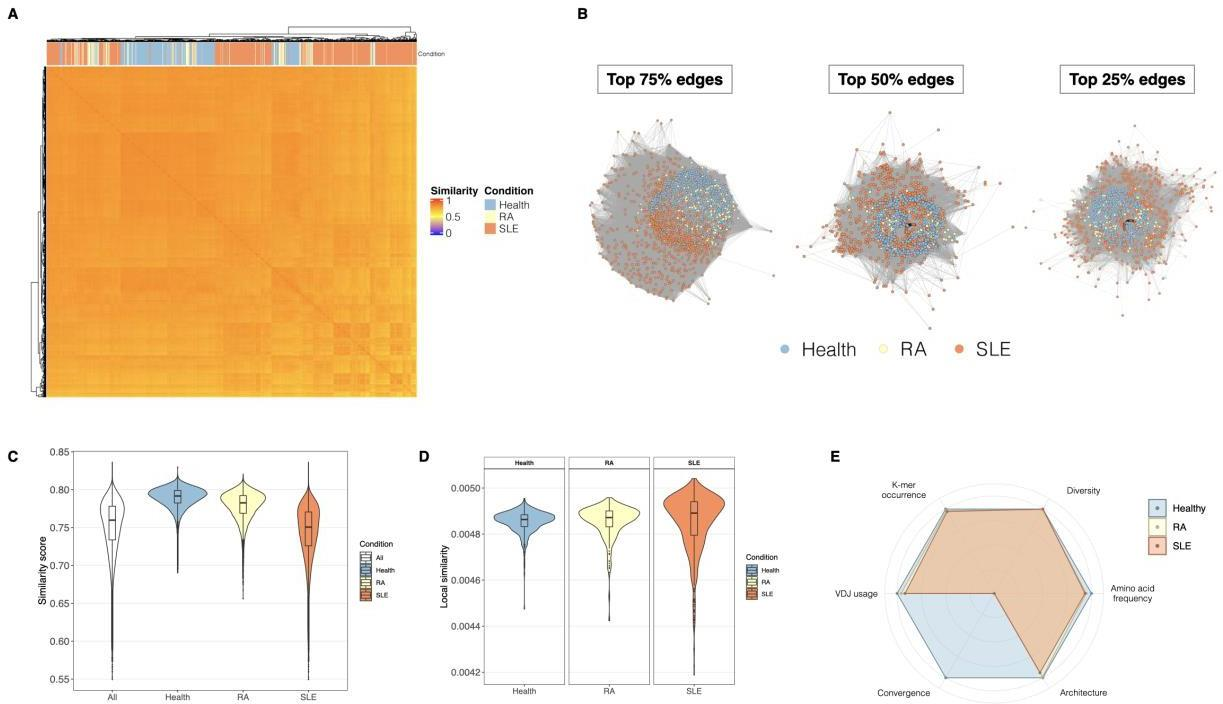 A
Condition
Similarity
1
0.5
0
Condition
Health
RA
SLE
B
Top 75% edges
Top 50% edges
Top 25% edges
Health
RA
SLE
C
Similarity score
0.85
0.80
0.75
0.70
0.65
0.60
0.55
All
Health
RA
SLE
Condition
All
Health
RA
SLE
D
Local similarity
Health
RA
SLE
0.0050
0.0048
0.0046
0.0044
0.0042
Health
RA
SLE
Condition
Health
RA
SLE
E
K-mer
occurrence
Diversity
VDJ usage
Amino acid
frequency
Convergence
Architecture
Healthy
RA
SLE